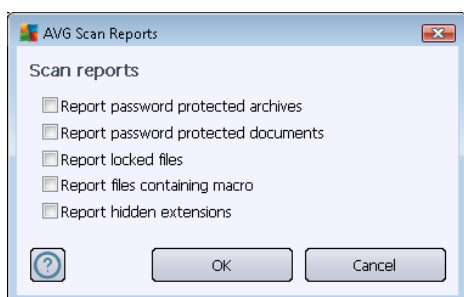 AVG Scan Reports
Scan reports
Report password protected archives
Report password protected documents
Report locked files
Report files containing macro
Report hidden extensions
? OK Cancel